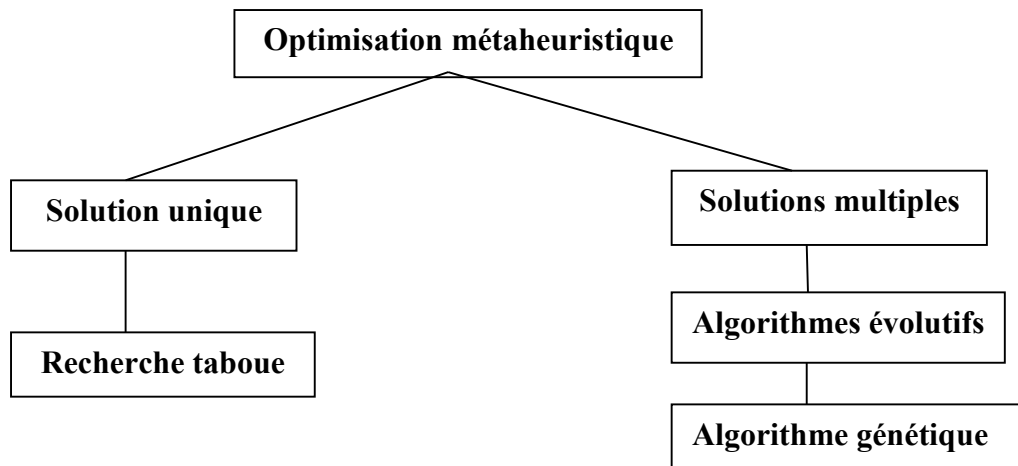 Optimisation métaheuristique
Solution unique
Solutions multiples
Algorithmes évolutifs
Recherche taboue
Algorithme génétique